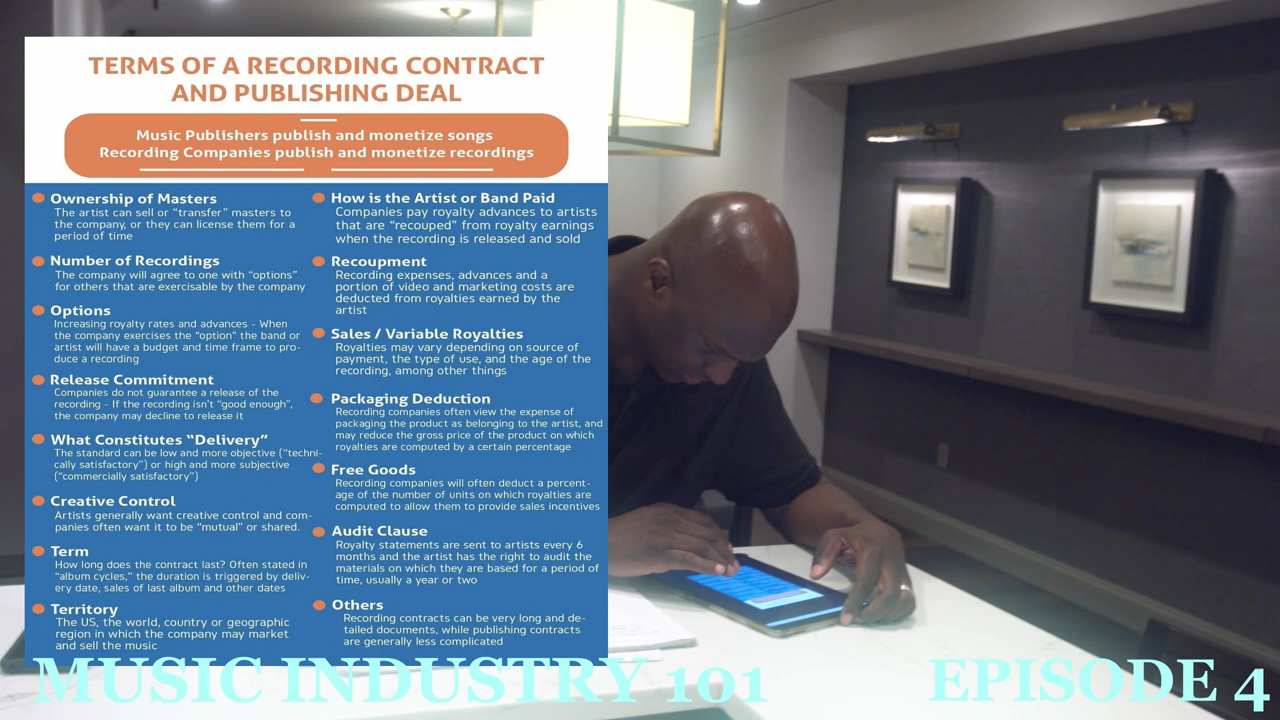 TERMS OF A RECORDING CONTRACT
AND PUBLISHING DEAL
Music Publishers publish and monetize songs
Recording Companies publish and monetize recordings
Ownership of Masters
The artist can sell or “transfer” masters to
the company, or they can license them for a
period of time
Number of Recordings
The company will agree to one with “options”
for others that are exercisable by the company
Options
Increasing royalty rates and advances - When
the company exercises the “option” the band or
artist will have a budget and time frame to pro-
duce a recording
Release Commitment
Companies do not guarantee a release of the
recording - If the recording isn’t “good enough”,
the company may decline to release it
What Constitutes “Delivery”
The standard can be low and more objective (“techni-
cally satisfactory”) or high and more subjective
(“commercially satisfactory”)
Creative Control
Artists generally want creative control and com-
panies often want it to be “mutual” or shared.
Term
How long does the contract last? Often stated in
“album cycles,” the duration is triggered by deliv-
ery date, sales of last album and other dates
Territory
The US, the world, country or geographic
region in which the company may market
and sell the music
How is the Artist or Band Paid
Companies pay royalty advances to artists
that are “recouped” from royalty earnings
when the recording is released and sold
Recoupment
Recording expenses, advances and a
portion of video and marketing costs are
deducted from royalties earned by the
artist
Sales / Variable Royalties
Royalties may vary depending on source of
payment, the type of use, and the age of the
recording, among other things
Packaging Deduction
Recording companies often view the expense of
packaging the product as belonging to the artist, and
may reduce the gross price of the product on which
royalties are computed by a certain percentage
Free Goods
Recording companies will often deduct a percent-
age of the number of units on which royalties are
computed to allow them to provide sales incentives
Audit Clause
Royalty statements are sent to artists every 6
months and the artist has the right to audit the
materials on which they are based for a period of
time, usually a year or two
Others
Recording contracts can be very long and de-
tailed documents, while publishing contracts
are generally less complicated
MUSIC INDUSTRY 101
EPISODE 4